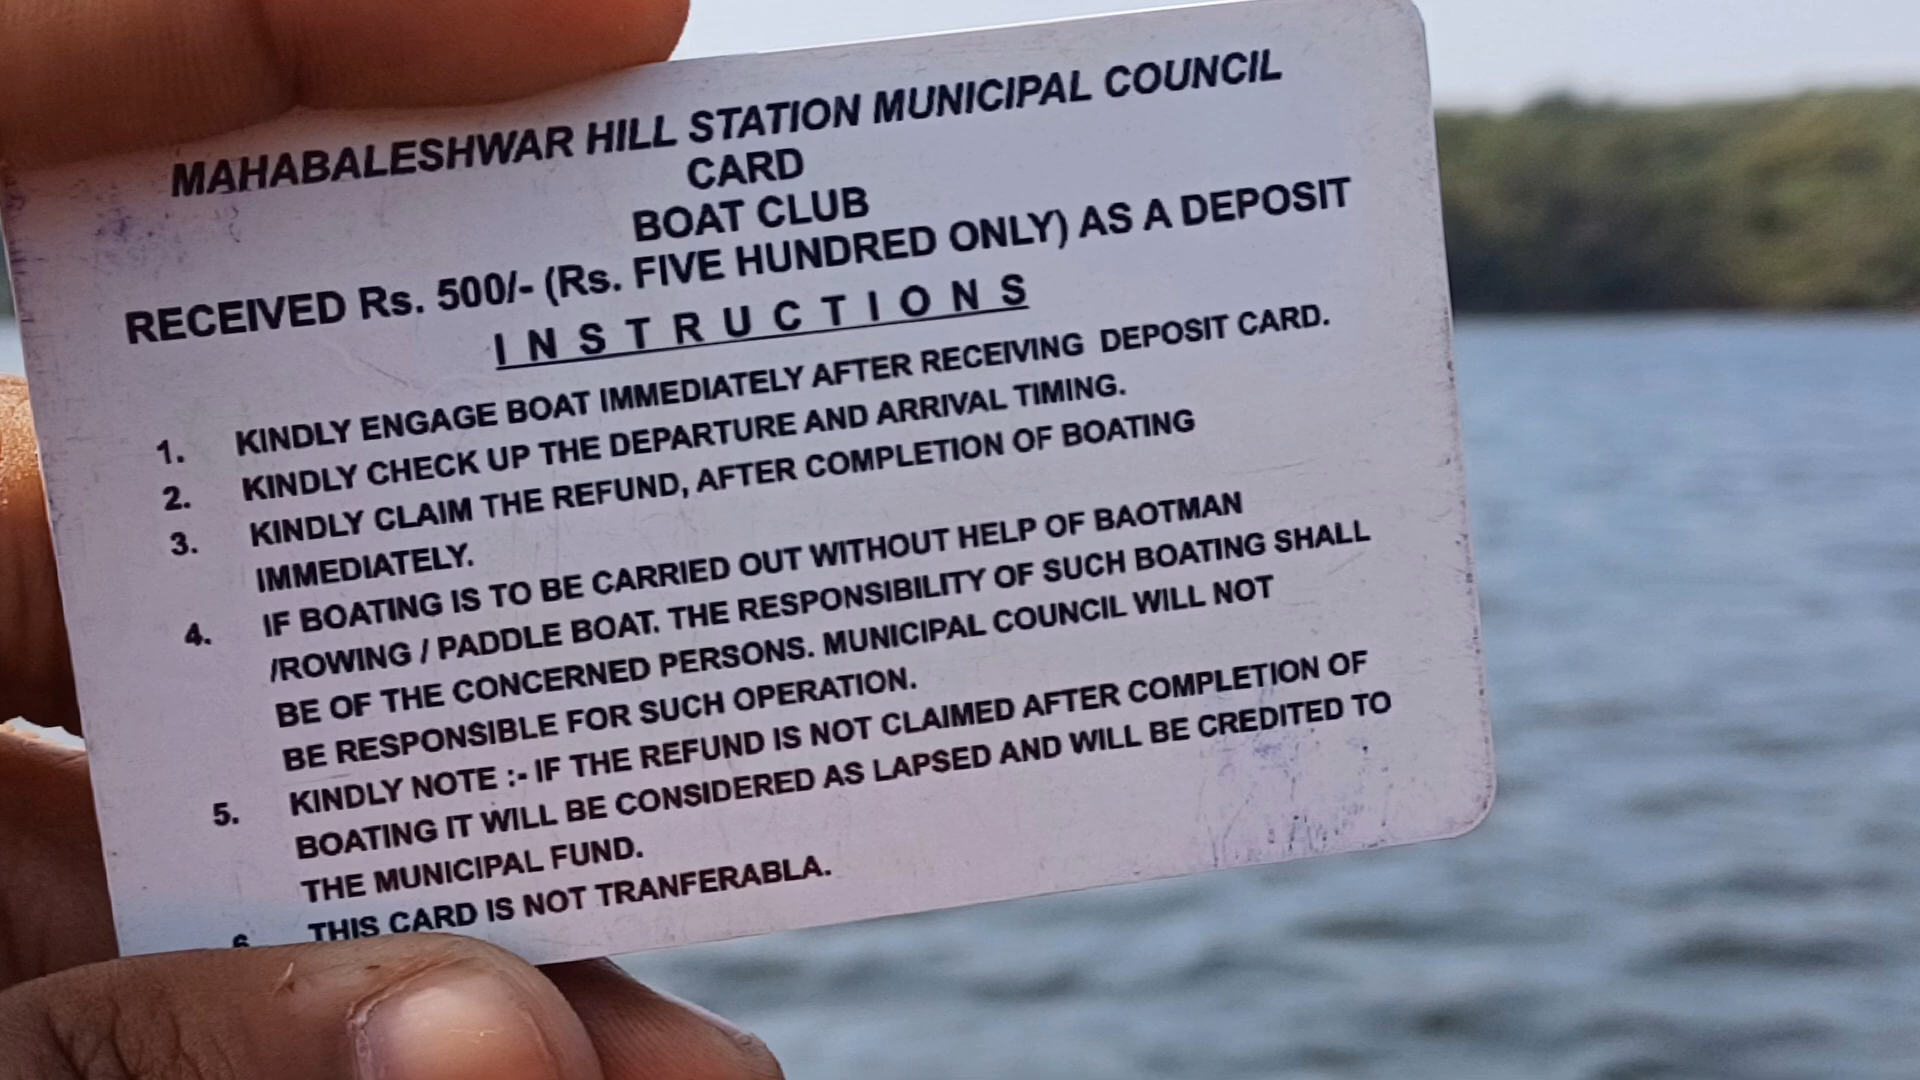 MAHABALESHWAR HILL STATION MUNICIPAL COUNCIL
CARD
BOAT CLUB
RECEIVED Rs. 500/- (Rs. FIVE HUNDRED ONLY) AS A DEPOSIT
INSTRUCTIONS
1. KINDLY ENGAGE BOAT IMMEDIATELY AFTER RECEIVING DEPOSIT CARD.
2. KINDLY CHECK UP THE DEPARTURE AND ARRIVAL TIMING.
3. KINDLY CLAIM THE REFUND, AFTER COMPLETION OF BOATING
IMMEDIATELY.
4. IF BOATING IS TO BE CARRIED OUT WITHOUT HELP OF BAOTMAN
/ROWING / PADDLE BOAT. THE RESPONSIBILITY OF SUCH BOATING SHALL
BE OF THE CONCERNED PERSONS. MUNICIPAL COUNCIL WILL NOT
BE RESPONSIBLE FOR SUCH OPERATION.
5. KINDLY NOTE :- IF THE REFUND IS NOT CLAIMED AFTER COMPLETION OF
BOATING IT WILL BE CONSIDERED AS LAPSED AND WILL BE CREDITED TO
THE MUNICIPAL FUND.
6. THIS CARD IS NOT TRANFERABLA.